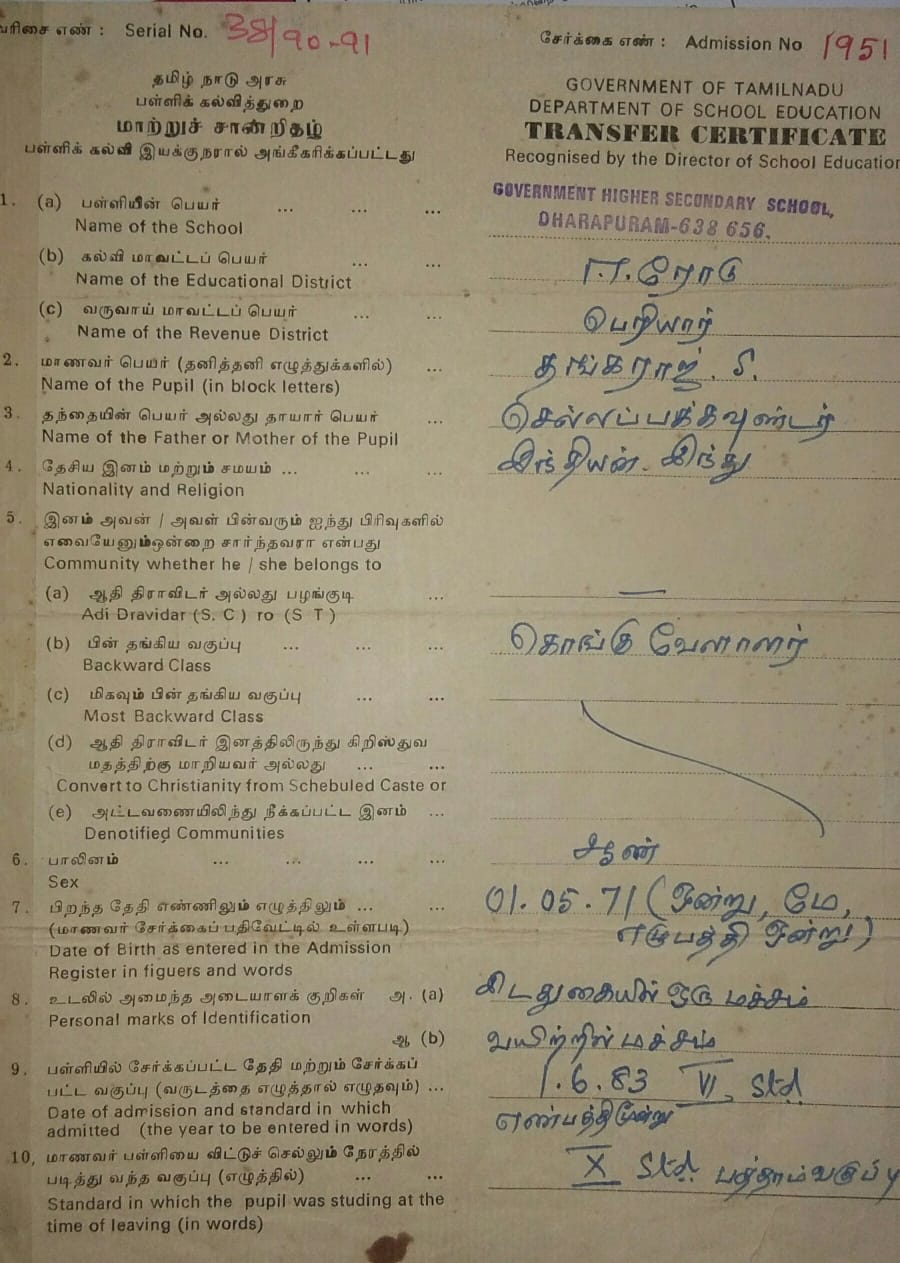 வரிசை எண் : Serial No. 38/90-91
சேர்க்கை எண் : Admission No 1951
தமிழ் நாடு அரசு
பள்ளிக் கல்வித்துறை
மாற்றுச் சான்றிதழ்
பள்ளிக் கல்வி இயக்குநரால் அங்கீகரிக்கப்பட்டது
GOVERNMENT OF TAMILNADU
DEPARTMENT OF SCHOOL EDUCATION
TRANSFER CERTIFICATE
Recognised by the Director of School Education
1. (a) பள்ளியின் பெயர் ... ... ...
Name of the School
GOVERNMENT HIGHER SECONDARY SCHOOL,
DHARAPURAM-638 656.
(b) கல்வி மாவட்டப் பெயர் ... ...
Name of the Educational District
ஈரோடு
(c) வருவாய் மாவட்டப் பெயர் ... ...
Name of the Revenue District
பெரியார்
2. மாணவர் பெயர் (தனித்தனி எழுத்துக்களில்) ...
Name of the Pupil (in block letters)
தங்கராஜ். S.
3. தந்தையின் பெயர் அல்லது தாயார் பெயர் ...
Name of the Father or Mother of the Pupil
செல்லப்பக்கவுண்டர்
4. தேசிய இனம் மற்றும் சமயம் ... ... ...
Nationality and Religion
இந்தியன். இந்து
5. இனம் அவன் / அவள் பின்வரும் ஐந்து பிரிவுகளில்
எவையேனும்ஒன்றை சார்ந்தவரா என்பது
Community whether he / she belongs to
(a) ஆதி திராவிடர் அல்லது பழங்குடி ...
Adi Dravidar (S. C ) ro (S T )
—
(b) பின் தங்கிய வகுப்பு ... ... ...
Backward Class
கொங்கு வேளாளர்
(c) மிகவும் பின் தங்கிய வகுப்பு ... ...
Most Backward Class
(d) ஆதி திராவிடர் இனத்திலிருந்து கிறிஸ்துவ
மதத்திற்கு மாறியவர் அல்லது ... ...
Convert to Christianity from Schebuled Caste or
(e) அட்டவணையிலிந்து நீக்கப்பட்ட இனம் ...
Denotified Communities
6. பாலினம் ... ... ... ...
Sex
ஆண்
7. பிறந்த தேதி எண்ணிலும் எழுத்திலும் ... ...
(மாணவர் சேர்க்கைப் பதிவேட்டில் உள்ளபடி)
Date of Birth as entered in the Admission
Register in figuers and words
01.05.71 (ஒன்று, மே,
எழுபத்தி ஒன்று)
8. உடலில் அமைந்த அடையாளக் குறிகள் அ. (a)
Personal marks of Identification
இடதுகையில் ஒரு மச்சம்
ஆ (b)
வயிற்றில் மச்சம்
9. பள்ளியில் சேர்க்கப்பட்ட தேதி மற்றும் சேர்க்கப்
பட்ட வகுப்பு (வருடத்தை எழுத்தால் எழுதவும்) ...
Date of admission and standard in which
admitted (the year to be entered in words)
1.6.83 VI. Std.
எண்பத்திமூன்று
10, மாணவர் பள்ளியை விட்டுச் செல்லும் நேரத்தில்
படித்து வந்த வகுப்பு (எழுத்தில்) ... ...
Standard in which the pupil was studing at the
time of leaving (in words)
X Std. பத்தாம்வகுப்பு